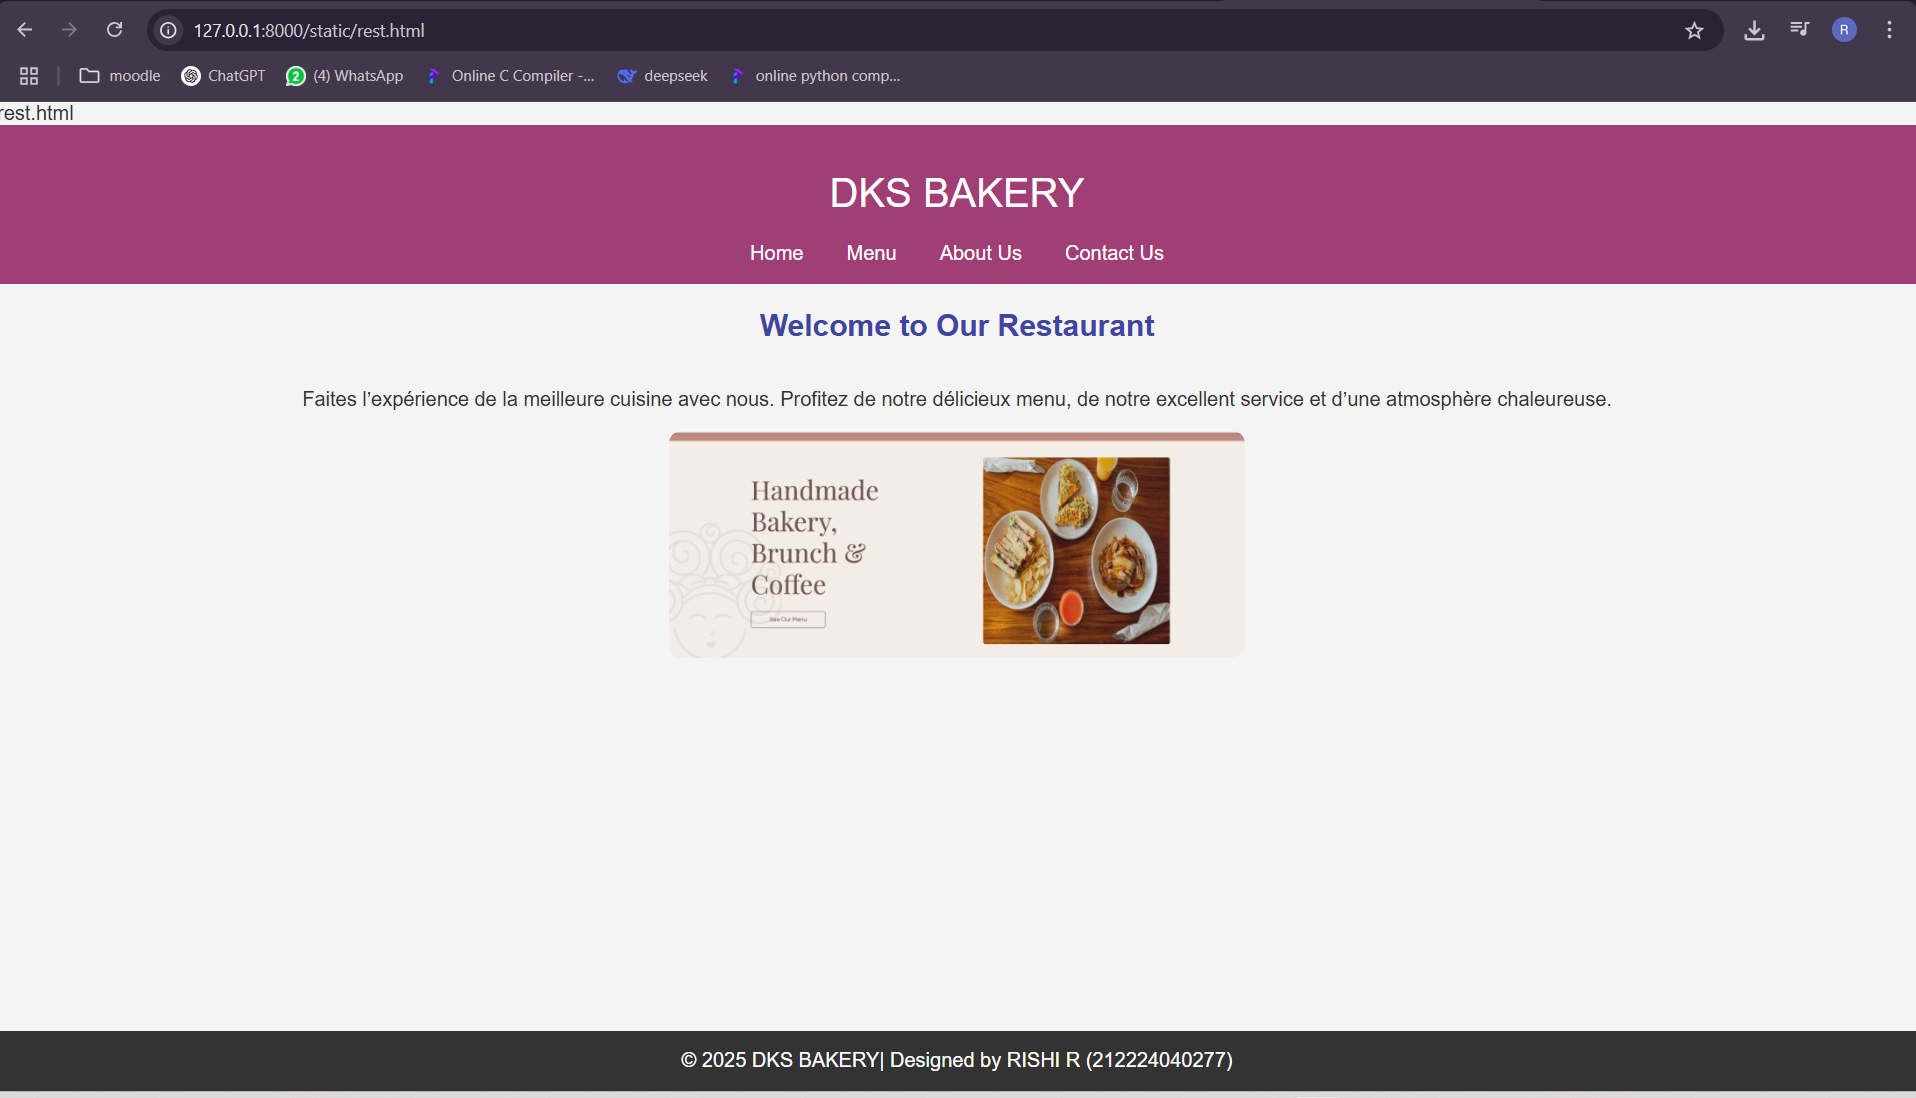 127.0.0.1:8000/static/rest.html
R
moodle
ChatGPT
2
(4) WhatsApp
Online C Compiler -...
deepseek
online python comp...
rest.html
DKS BAKERY
Home Menu About Us Contact Us
Welcome to Our Restaurant
Faites l’expérience de la meilleure cuisine avec nous. Profitez de notre délicieux menu, de notre excellent service et d’une atmosphère chaleureuse.
Handmade
Bakery,
Brunch &
Coffee
See Our Menu
© 2025 DKS BAKERY| Designed by RISHI R (212224040277)